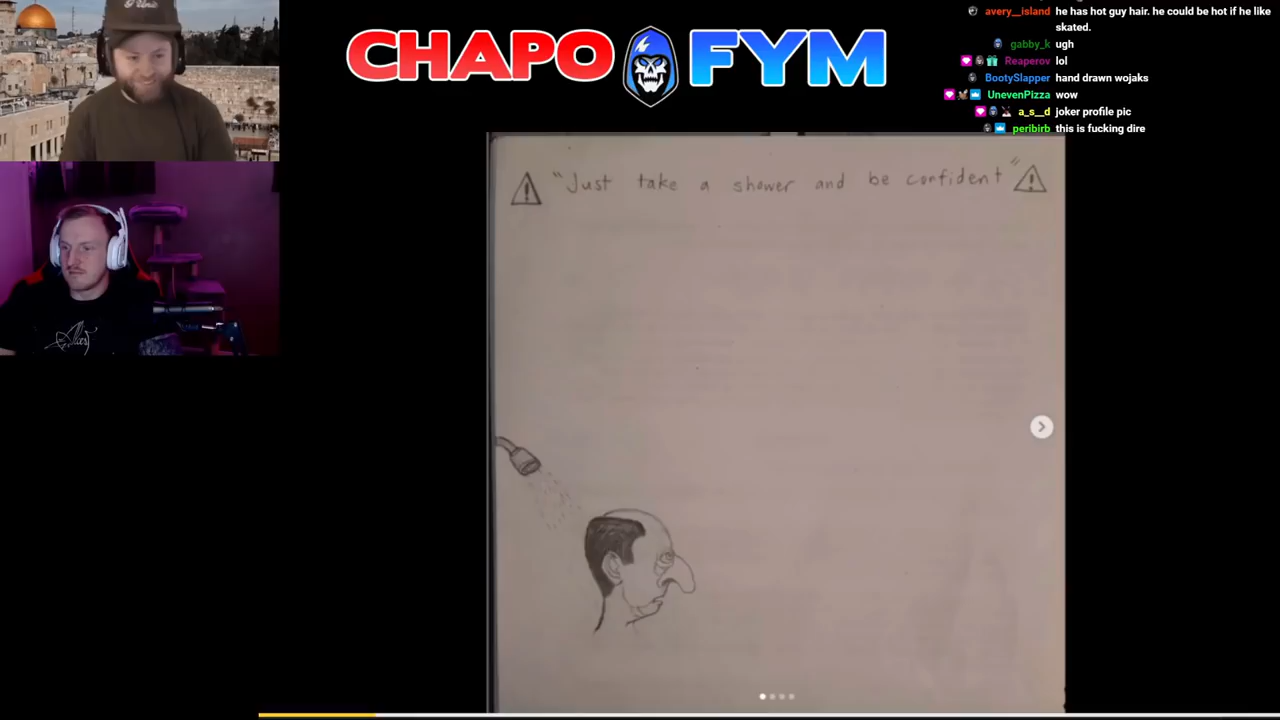 CHAPO FYM
avery__island he has hot guy hair. he could be hot if he like
skated.
gabby_k ugh
Reaperov lol
BootySlapper hand drawn wojaks
UnevenPizza wow
a_s__d joker profile pic
peribirb this is fucking dire
"Just take a shower and be confident"